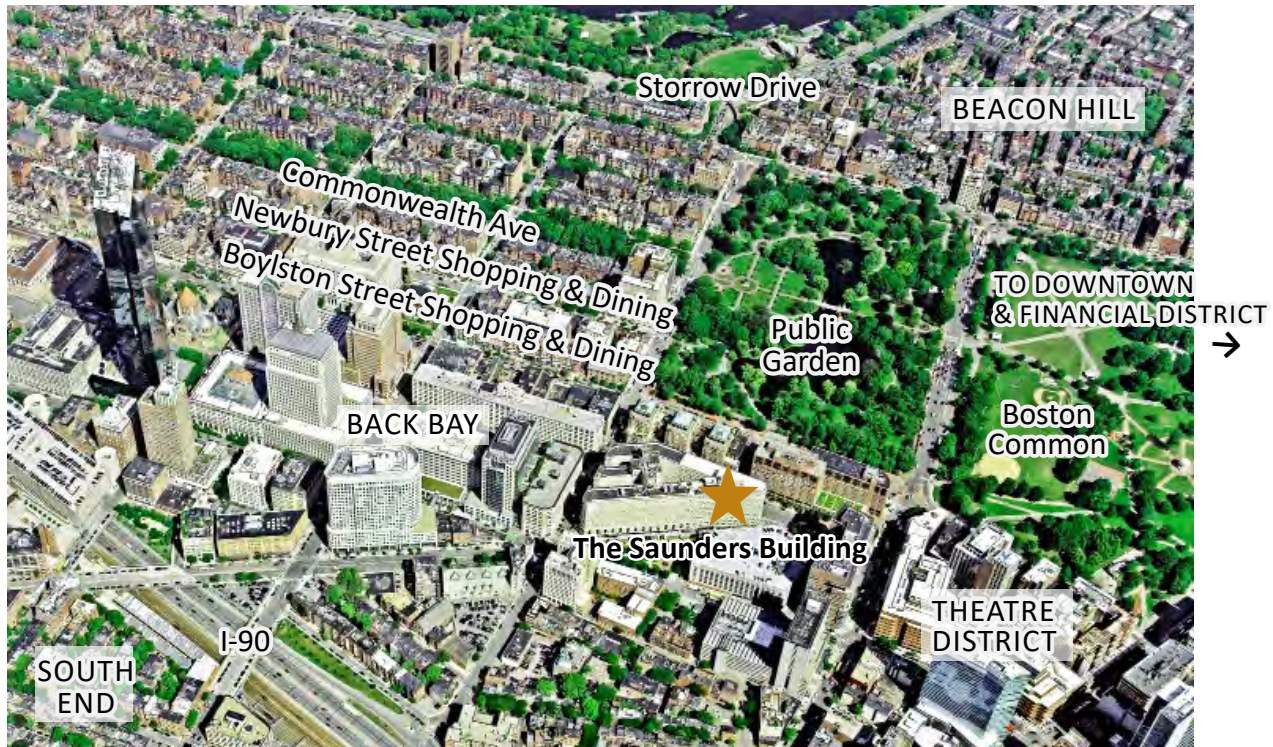 Storrow Drive
BEACON HILL
Commonwealth Ave
Newbury Street Shopping & Dining
Boylston Street Shopping & Dining
TO DOWNTOWN
& FINANCIAL DISTRICT
→
Public
Garden
Boston
Common
BACK BAY
The Saunders Building
THEATRE
DISTRICT
I-90
SOUTH
END